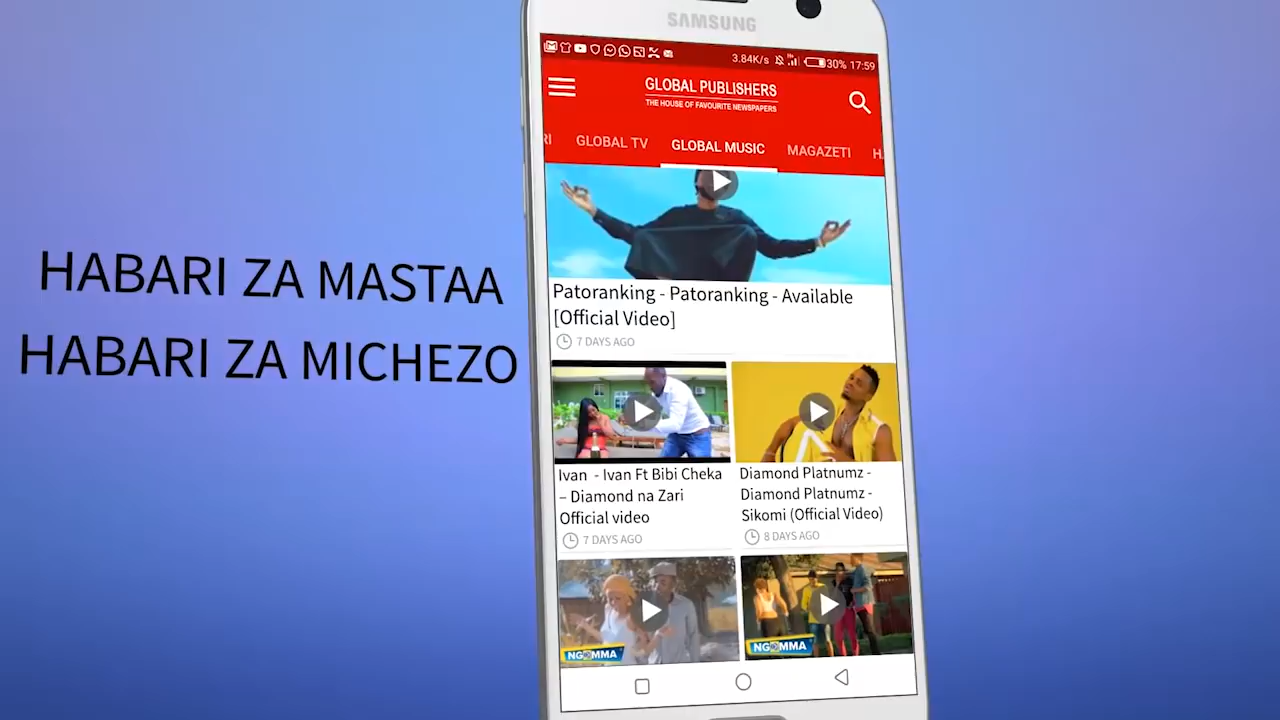 HABARI ZA MASTAA
HABARI ZA MICHEZO
SAMSUNG
3.84K/s
30% 17:59
GLOBAL PUBLISHERS
THE HOUSE OF FAVOURITE NEWSPAPERS
RI GLOBAL TV GLOBAL MUSIC MAGAZETI H
Patoranking - Patoranking - Available
[Official Video]
7 DAYS AGO
Ivan - Ivan Ft Bibi Cheka
– Diamond na Zari
Official video
7 DAYS AGO
Diamond Platnumz -
Diamond Platnumz -
Sikomi (Official Video)
8 DAYS AGO
NGOMMA
NGOMMA